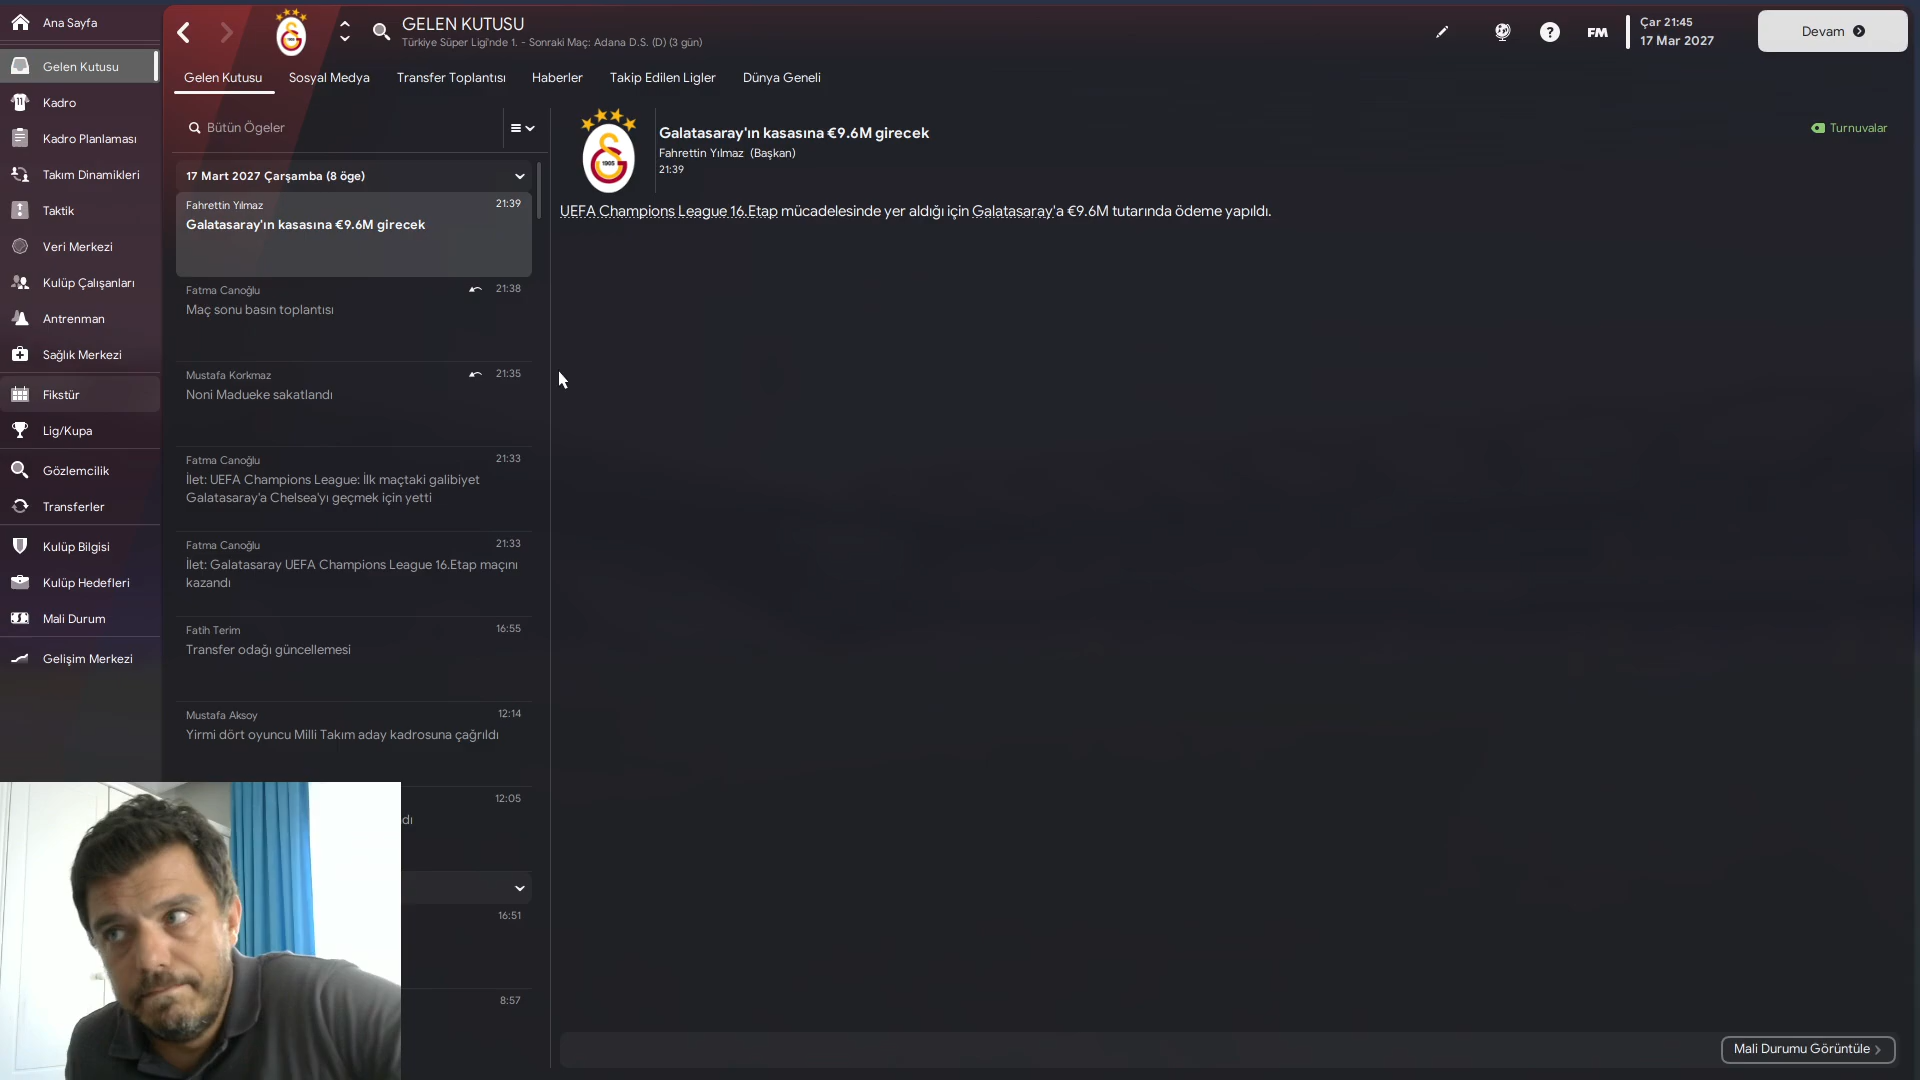 Ana Sayfa
Gelen Kutusu
Kadro
Kadro Planlaması
Takım Dinamikleri
Taktik
Veri Merkezi
Kulüp Çalışanları
Antrenman
Sağlık Merkezi
Fikstür
Lig/Kupa
Gözlemcilik
Transferler
Kulüp Bilgisi
Kulüp Hedefleri
Mali Durum
Gelişim Merkezi
GELEN KUTUSU
Türkiye Süper Ligi'nde 1. - Sonraki Maç: Adana D.S. (D) (3 gün)
FM
Çar 21:45
17 Mar 2027
Devam
Gelen Kutusu Sosyal Medya Transfer Toplantısı Haberler Takip Edilen Ligler Dünya Geneli
Bütün Ögeler
17 Mart 2027 Çarşamba (8 öge)
Fahrettin Yılmaz 21:39
Galatasaray'ın kasasına €9.6M girecek
Fatma Canoğlu 21:38
Maç sonu basın toplantısı
Mustafa Korkmaz 21:35
Noni Madueke sakatlandı
Fatma Canoğlu 21:33
İlet: UEFA Champions League: İlk maçtaki galibiyet
Galatasaray'a Chelsea'yı geçmek için yetti
Fatma Canoğlu 21:33
İlet: Galatasaray UEFA Champions League 16.Etap maçını
kazandı
Fatih Terim 16:55
Transfer odağı güncellemesi
Mustafa Aksoy 12:14
Yirmi dört oyuncu Milli Takım aday kadrosuna çağrıldı
12:05
dı
16:51
8:57
1905
Galatasaray'ın kasasına €9.6M girecek
Fahrettin Yılmaz (Başkan)
21:39
Turnuvalar
UEFA Champions League 16.Etap mücadelesinde yer aldığı için Galatasaray'a €9.6M tutarında ödeme yapıldı.
Mali Durumu Görüntüle